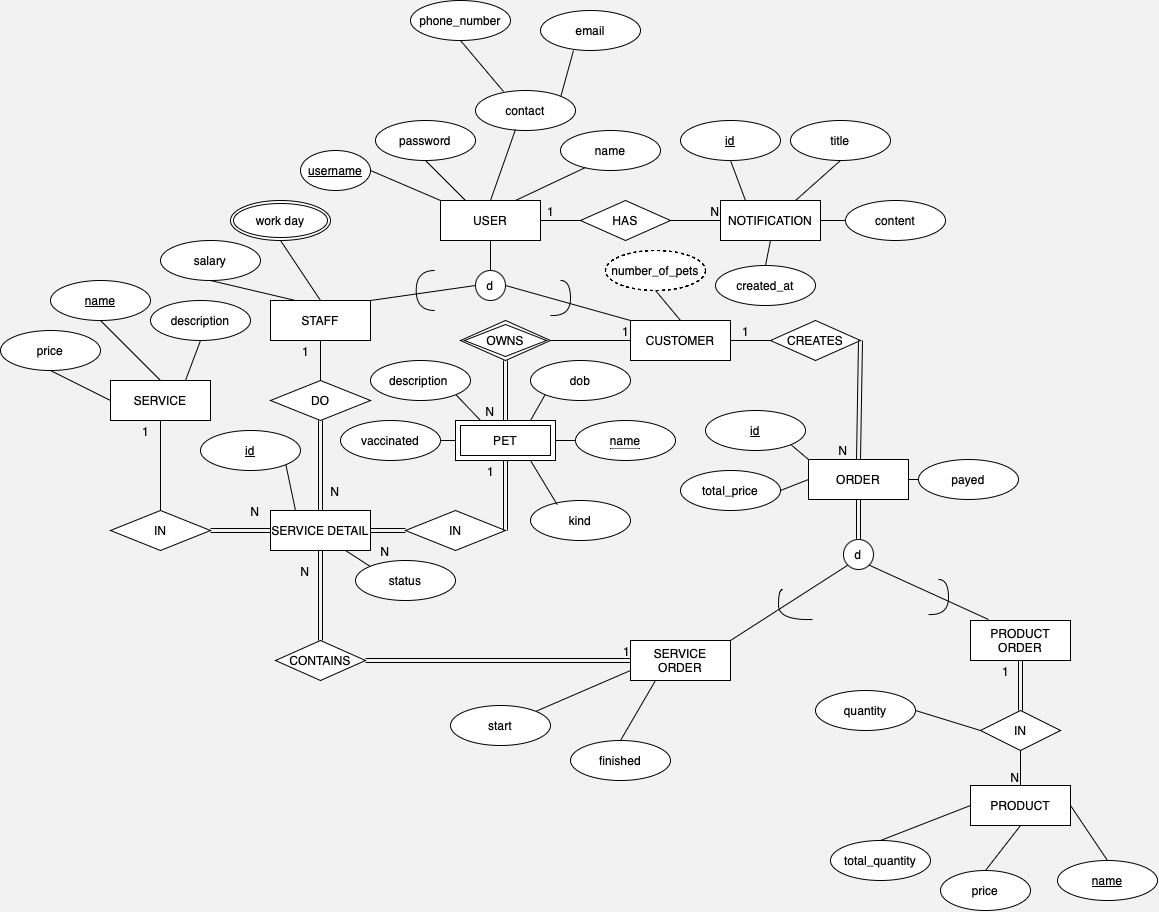 phone_number
email
contact
password
name
id
title
username
USER
1
HAS
N
NOTIFICATION
content
work day
salary
number_of_pets
created_at
d
name
description
STAFF
OWNS
1
CUSTOMER
1
CREATES
price
1
SERVICE
DO
description
dob
N
1
vaccinated
PET
name
id
N
id
1
total_price
ORDER
payed
N
N
IN
SERVICE DETAIL
IN
kind
N
N
status
d
CONTAINS
1
SERVICE
ORDER
PRODUCT
ORDER
1
start
finished
quantity
IN
N
PRODUCT
total_quantity
price
name